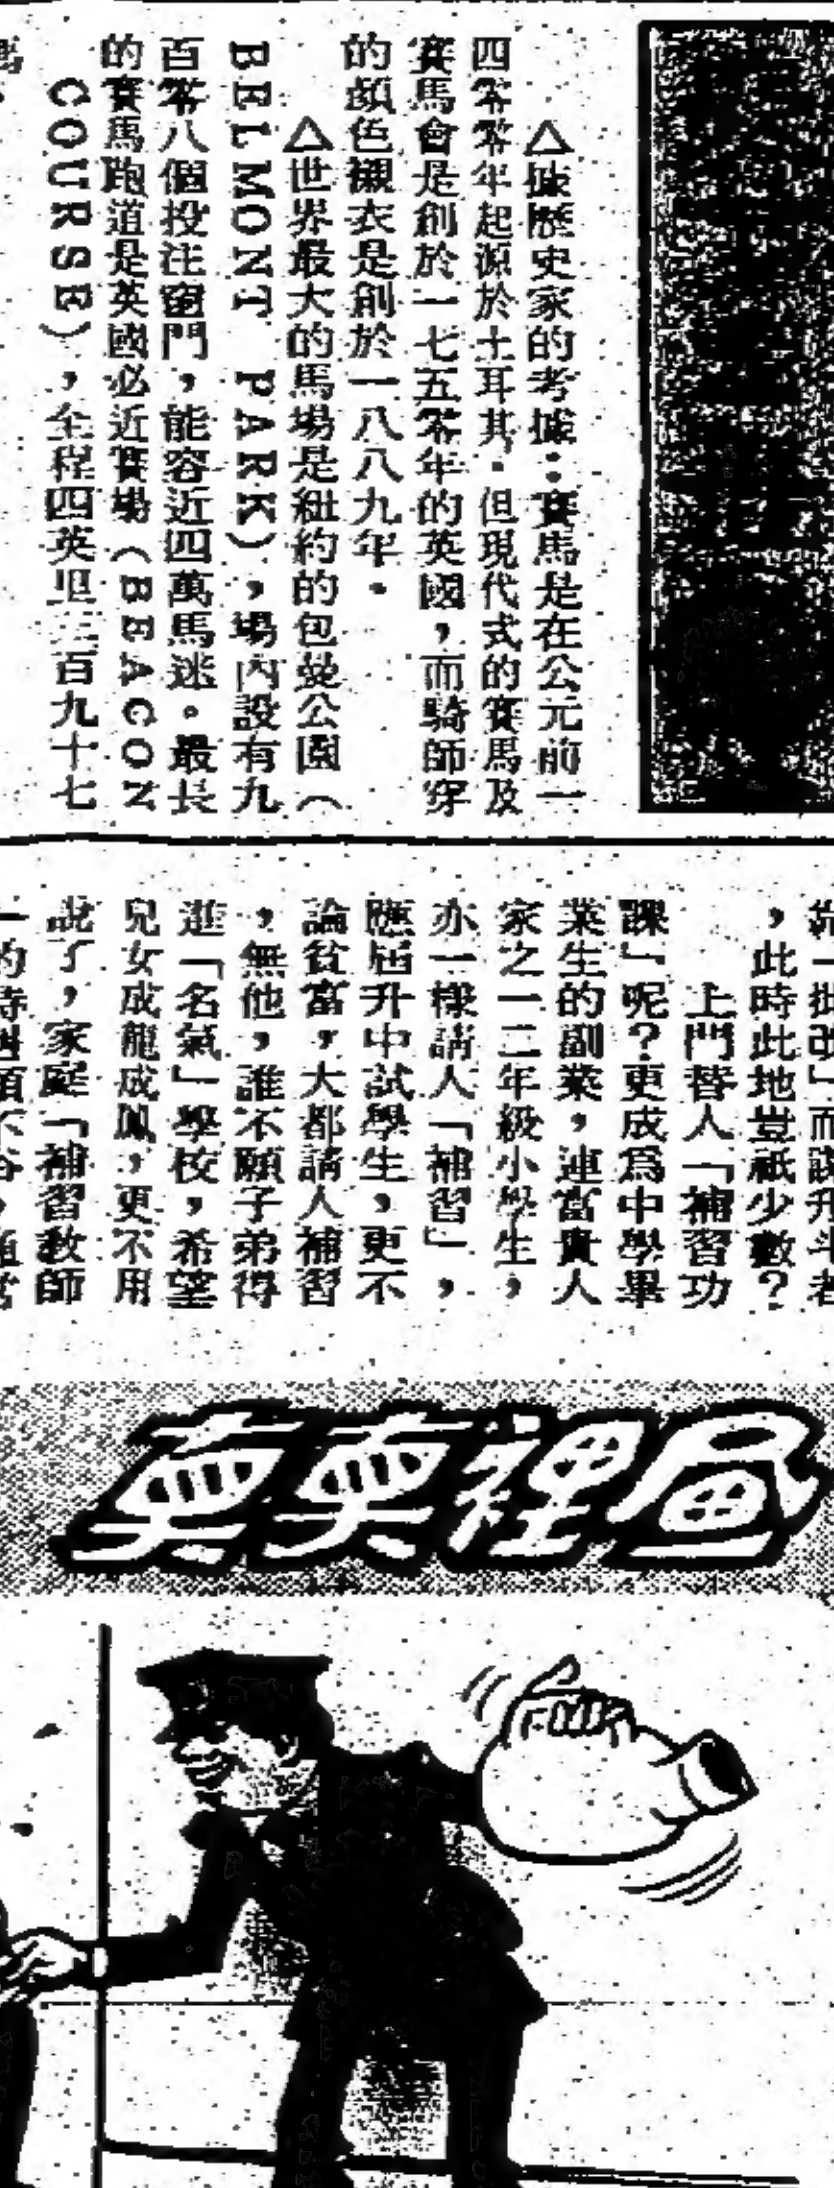 △據歷史家的考據：賽馬是在公元前一
四零零年起源於土耳其。但現代式的賽馬及
賽馬會是創於一七五零年的英國，而騎師穿
的顏色襯衣是創於一八八九年。
△世界最大的馬場是紐約的包曼公園（
BELMONT PARK），場內設有九
百零八個投注窗門，能容近四萬馬迷。最長
的賽馬跑道是英國必近賽場（BEACON
COURSE），全程四英里三百九十七
而謀升斗者
，此時此地豈祇少數？
上門替人「補習功
課」呢？更成爲中學畢
業生的副業，連富貴人
家之一二年級小學生，
亦一樣請人「補習」，
應屆升中試學生，更不
論貧富，大都請人補習
，無他，誰不願子弟得
進「名氣」學校，希望
兒女成龍成鳳，更不用
說了，家庭「補習教師